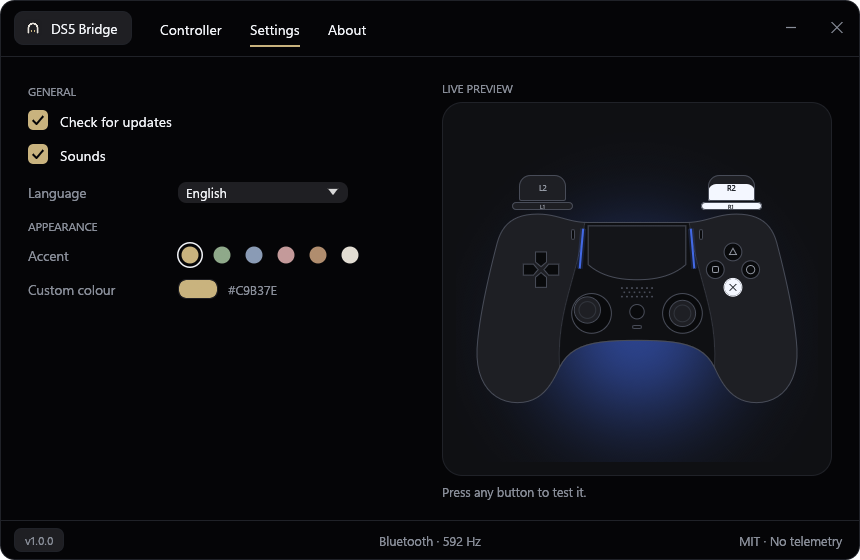 DS5 Bridge
Controller
Settings
About
GENERAL
Check for updates
Sounds
Language
English
APPEARANCE
Accent
Custom colour
#C9B37E
LIVE PREVIEW
L2
R2
L1
R1
Press any button to test it.
v1.0.0
Bluetooth · 592 Hz
MIT · No telemetry